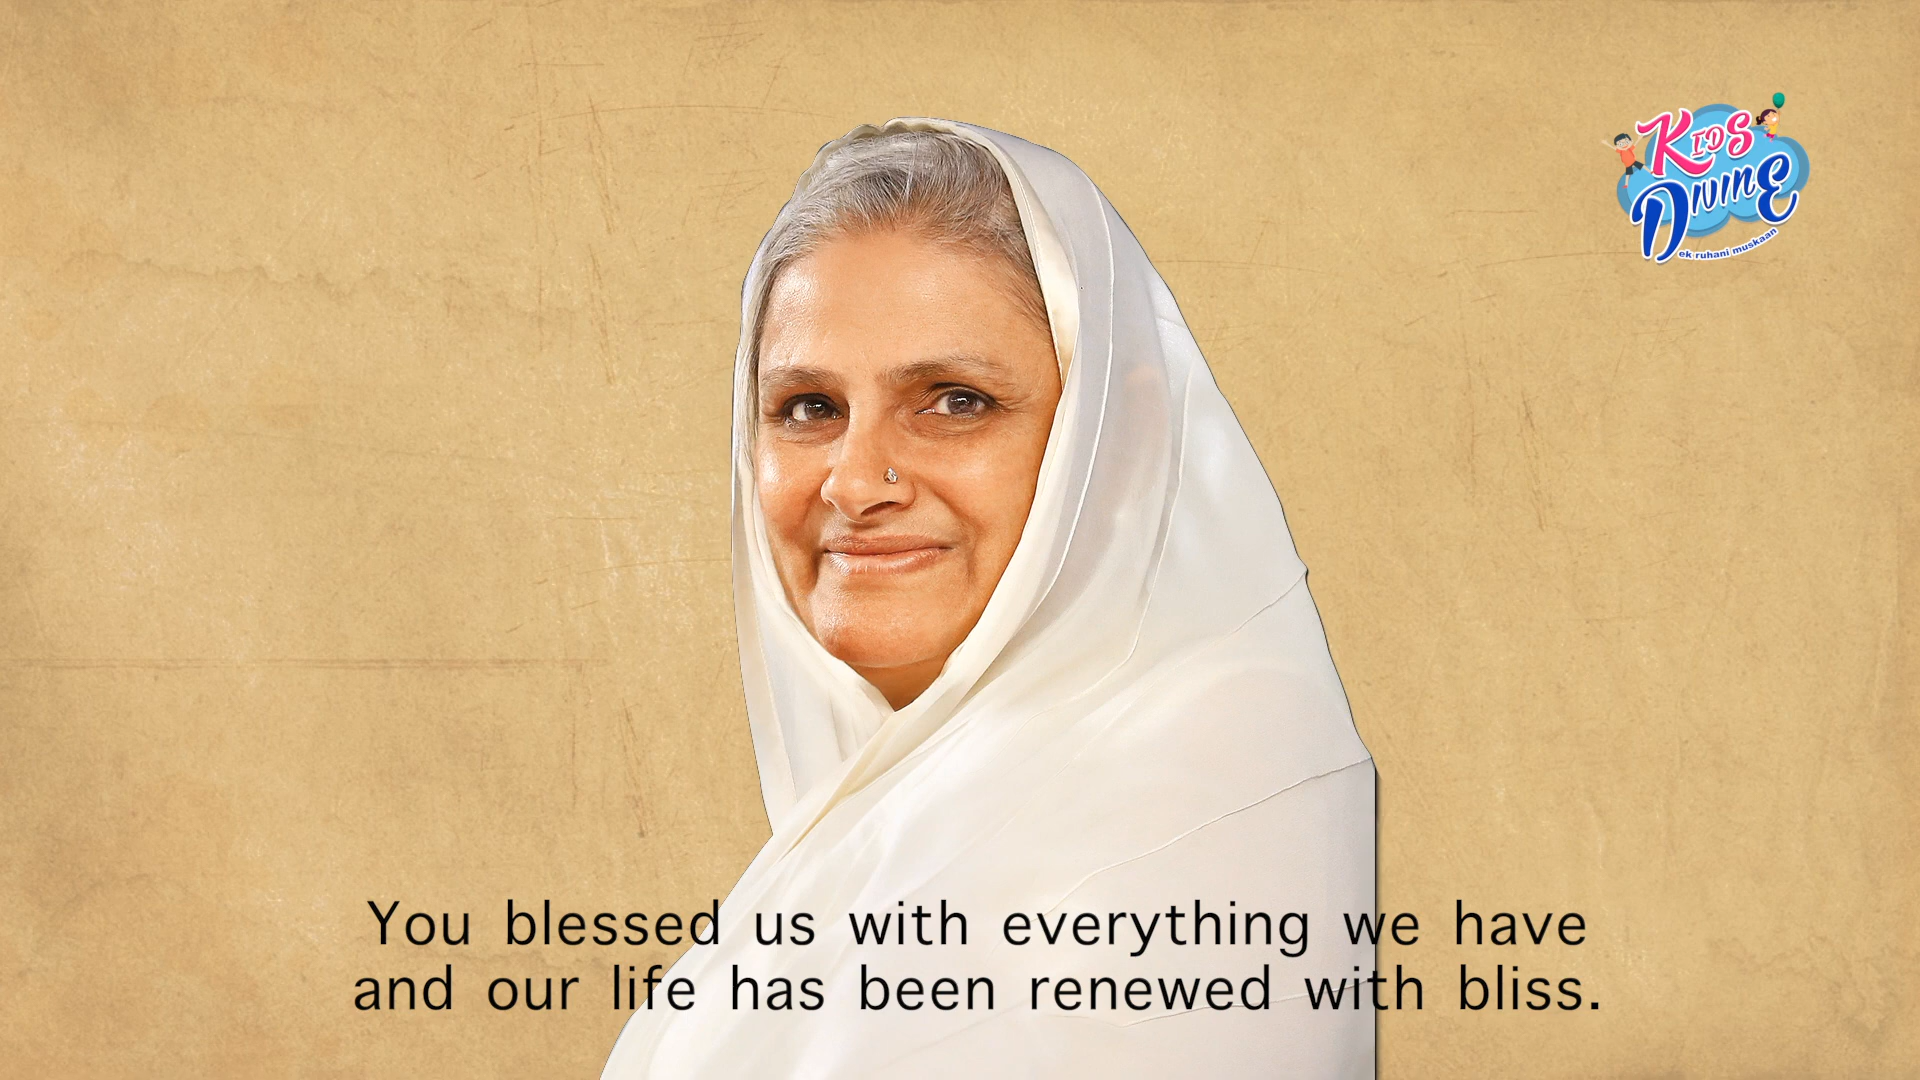 KIDS
DIVINE
ek ruhani muskaan
You blessed us with everything we have
and our life has been renewed with bliss.